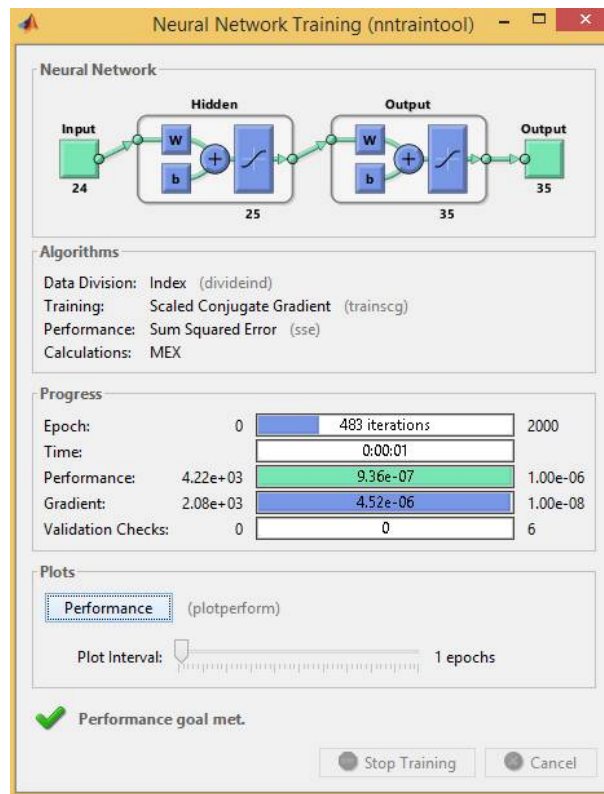 Neural Network Training (nntraintool)
Neural Network
Hidden Output
Input Output
W W
+ +
b b
24 35
25 35
Algorithms
Data Division: Index (divideind)
Training: Scaled Conjugate Gradient (trainscg)
Performance: Sum Squared Error (sse)
Calculations: MEX
Progress
Epoch: 0 483 iterations 2000
Time: 0:00:01
Performance: 4.22e+03 9.36e-07 1.00e-06
Gradient: 2.08e+03 4.52e-06 1.00e-08
Validation Checks: 0 0 6
Plots
Performance (plotperform)
Plot Interval: 1 epochs
Performance goal met.
Stop Training Cancel